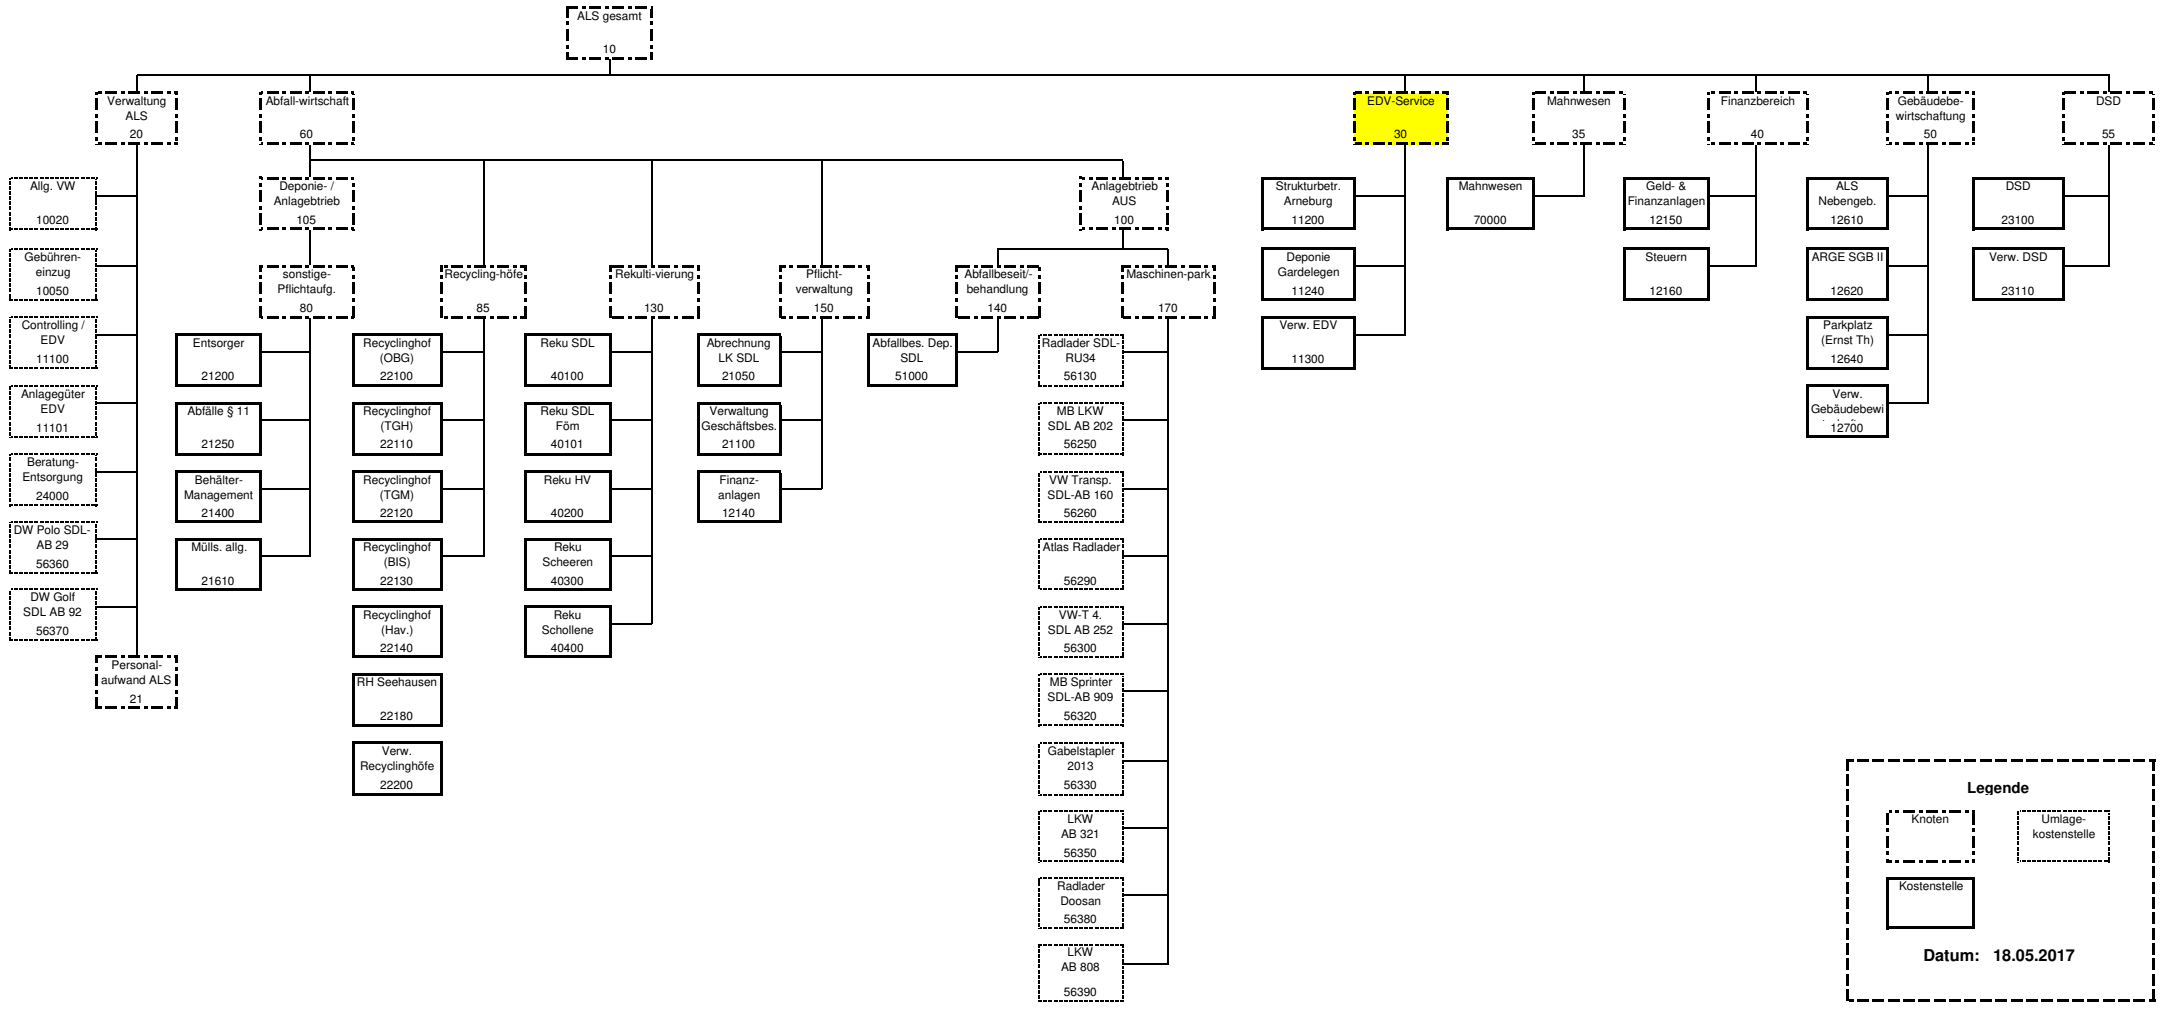 ALS gesamt
10
Verwaltung
ALS
20
Abfall-wirtschaft
60
EDV-Service
30
Mahnwesen
35
Finanzbereich
40
Gebäudebe-
wirtschaftung
50
DSD
55
Allg. VW
10020
Gebühren-
einzug
10050
Controlling /
EDV
11100
Anlagegüter
EDV
11101
Beratung-
Entsorgung
24000
DW Polo SDL-
AB 29
56360
DW Golf
SDL AB 92
56370
Personal-
aufwand ALS
21
Deponie- /
Anlagebtrieb
105
Anlagebtrieb
AUS
100
sonstige-
Pflichtaufg.
80
Recycling-höfe
85
Rekulti-vierung
130
Pflicht-
verwaltung
150
Abfallbeseit/-
behandlung
140
Maschinen-park
170
Entsorger
21200
Abfälle § 11
21250
Behälter-
Management
21400
Mülls. allg.
21610
Recyclinghof
(OBG)
22100
Recyclinghof
(TGH)
22110
Recyclinghof
(TGM)
22120
Recyclinghof
(BIS)
22130
Recyclinghof
(Hav.)
22140
RH Seehausen
22180
Verw.
Recyclinghöfe
22200
Reku SDL
40100
Reku SDL
Föm
40101
Reku HV
40200
Reku
Scheeren
40300
Reku
Schollene
40400
Abrechnung
LK SDL
21050
Verwaltung
Geschäftsbes.
21100
Finanz-
anlagen
12140
Abfallbes. Dep.
SDL
51000
Radlader SDL-
RU34
56130
MB LKW
SDL AB 202
56250
VW Transp.
SDL-AB 160
56260
Atlas Radlader
56290
VW-T 4.
SDL AB 252
56300
MB Sprinter
SDL-AB 909
56320
Gabelstapler
2013
56330
LKW
AB 321
56350
Radlader
Doosan
56380
LKW
AB 808
56390
Strukturbetr.
Arneburg
11200
Deponie
Gardelegen
11240
Verw. EDV
11300
Mahnwesen
70000
Geld- &
Finanzanlagen
12150
Steuern
12160
ALS
Nebengeb.
12610
ARGE SGB II
12620
Parkplatz
(Ernst Th)
12640
Verw.
Gebäudebewi
12700
DSD
23100
Verw. DSD
23110
Legende
Knoten
Umlage-
kostenstelle
Kostenstelle
Datum: 18.05.2017